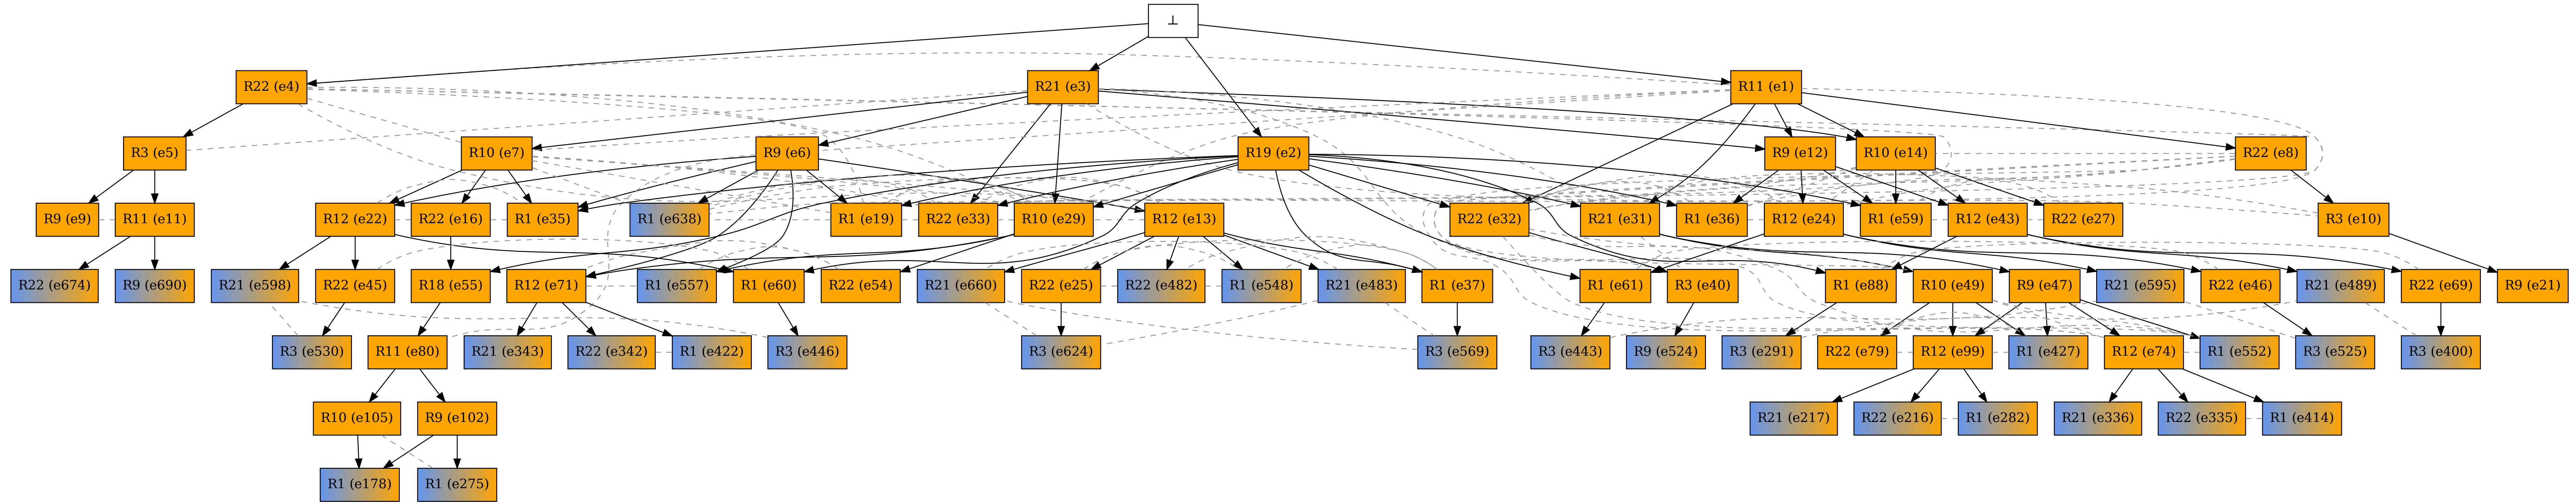 ⊥
R22 (e4)
R21 (e3)
R11 (e1)
R3 (e5)
R10 (e7)
R9 (e6)
R19 (e2)
R9 (e12)
R10 (e14)
R22 (e8)
R9 (e9)
R11 (e11)
R12 (e22)
R22 (e16)
R1 (e35)
R1 (e638)
R1 (e19)
R22 (e33)
R10 (e29)
R12 (e13)
R22 (e32)
R21 (e31)
R1 (e36)
R12 (e24)
R1 (e59)
R12 (e43)
R22 (e27)
R3 (e10)
R22 (e674)
R9 (e690)
R21 (e598)
R22 (e45)
R18 (e55)
R12 (e71)
R1 (e557)
R1 (e60)
R22 (e54)
R21 (e660)
R22 (e25)
R22 (e482)
R1 (e548)
R21 (e483)
R1 (e37)
R1 (e61)
R3 (e40)
R1 (e88)
R10 (e49)
R9 (e47)
R21 (e595)
R22 (e46)
R21 (e489)
R22 (e69)
R9 (e21)
R3 (e530)
R11 (e80)
R21 (e343)
R22 (e342)
R1 (e422)
R3 (e446)
R3 (e624)
R3 (e569)
R3 (e443)
R9 (e524)
R3 (e291)
R22 (e79)
R12 (e99)
R1 (e427)
R12 (e74)
R1 (e552)
R3 (e525)
R3 (e400)
R10 (e105)
R9 (e102)
R21 (e217)
R22 (e216)
R1 (e282)
R21 (e336)
R22 (e335)
R1 (e414)
R1 (e178)
R1 (e275)